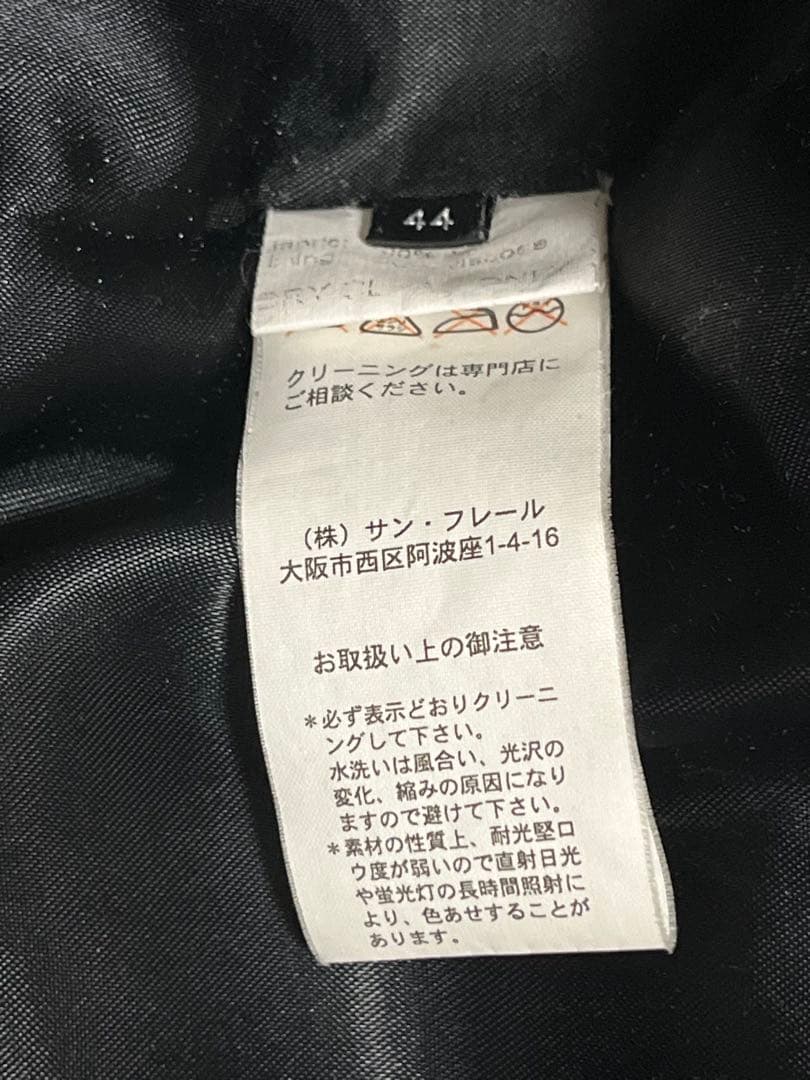 44
クリーニングは専門店に
ご相談ください。
（株）サン・フレール
大阪市西区阿波座1-4-16
お取扱い上の御注意
＊必ず表示どおりクリーニ
ングして下さい。
水洗いは風合い、光沢の
変化、縮みの原因になり
ますので避けて下さい。
＊素材の性質上、耐光堅ロ
ウ度が弱いので直射日光
や蛍光灯の長時間照射に
より、色あせすることが
あります。